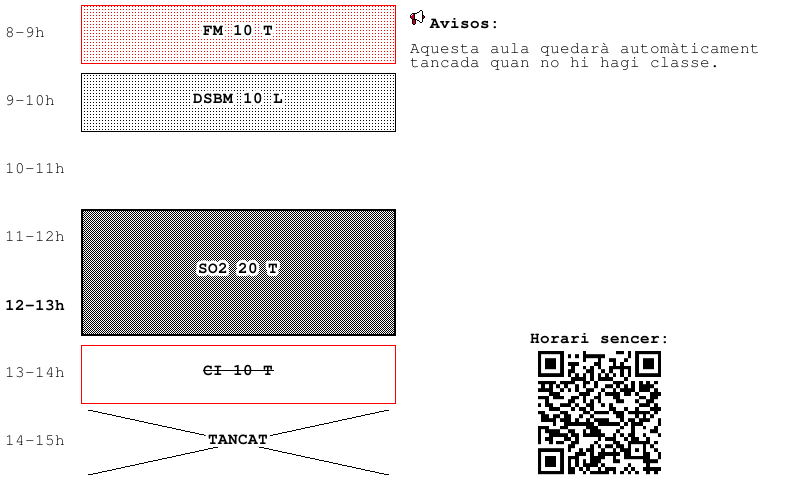 8-9h
FM 10 T
9-10h
DSBM 10 L
10-11h
11-12h
SO2 20 T
12-13h
13-14h
CI 10 T
14-15h
TANCAT
Avisos:
Aquesta aula quedarà automàticament
tancada quan no hi hagi classe.
Horari sencer: